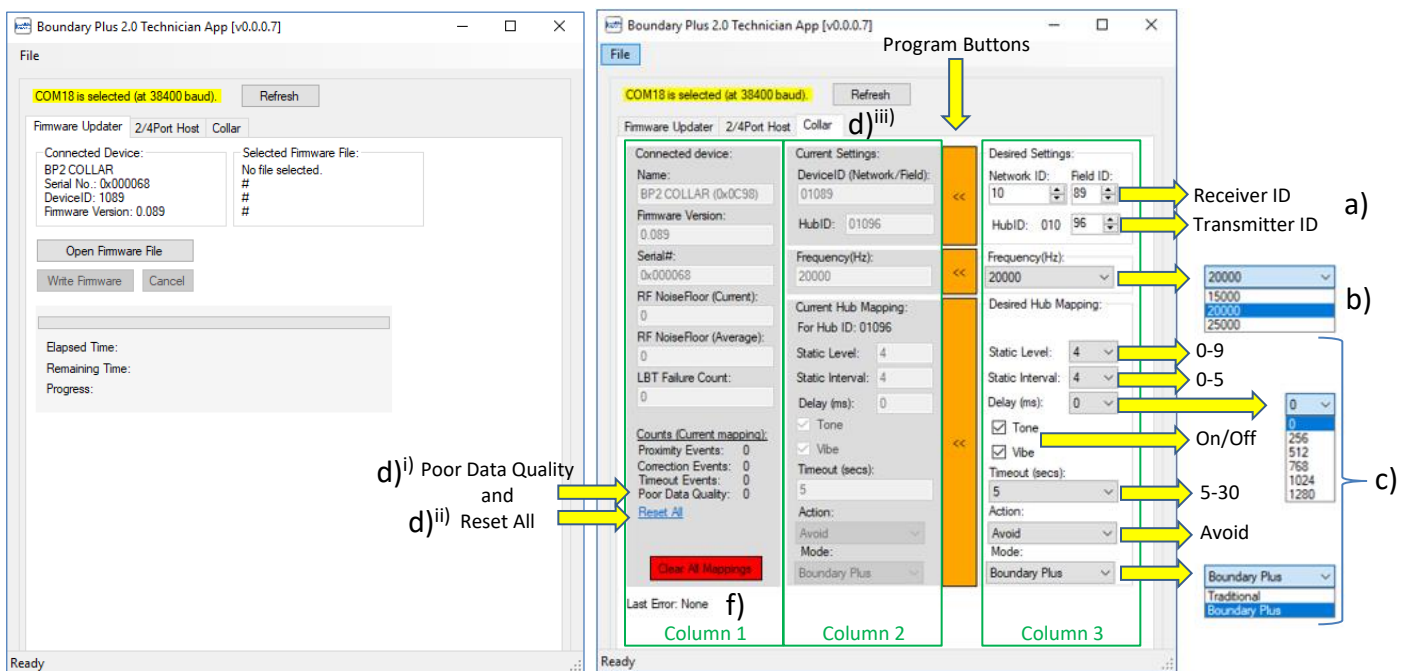 Boundary Plus 2.0 Technician App [v0.0.0.7]
File
COM18 is selected (at 38400 baud).
Refresh
Firmware Updater
2/4Port Host
Collar
Connected Device:
BP2 COLLAR
Serial No.: 0x000068
DeviceID: 1089
Firmware Version: 0.089
Selected Firmware File:
No file selected.
#
#
#
Open Firmware File
Write Firmware
Cancel
Elapsed Time:
Remaining Time:
Progress:
Ready
Boundary Plus 2.0 Technician App [v0.0.0.7]
Program Buttons
File
COM18 is selected (at 38400 baud).
Refresh
Firmware Updater
2/4Port Host
Collar
d)iii)
Connected device:
Name:
BP2 COLLAR (0x0C98)
Firmware Version:
0.089
Serial#:
0x000068
RF NoiseFloor (Current):
0
RF NoiseFloor (Average):
0
LBT Failure Count:
0
Counts (Current mapping):
Proximity Events: 0
Correction Events: 0
Timeout Events: 0
Poor Data Quality: 0
Reset All
Clear All Mappings
Last Error: None
f)
Column 1
d)i) Poor Data Quality
and
d)ii) Reset All
Current Settings:
DeviceID (Network/Field):
01089
HubID: 01096
Frequency(Hz):
20000
Current Hub Mapping:
For Hub ID: 01096
Static Level: 4
Static Interval: 4
Delay (ms): 0
Tone
Vibe
Timeout (secs):
5
Action:
Avoid
Mode:
Boundary Plus
Column 2
<<
<<
<<
Desired Settings:
Network ID: Field ID:
10 89
HubID: 010 96
Frequency(Hz):
20000
Desired Hub Mapping:
Static Level: 4
Static Interval: 4
Delay (ms): 0
Tone
Vibe
Timeout (secs):
5
Action:
Avoid
Mode:
Boundary Plus
Column 3
Ready
Receiver ID
Transmitter ID
a)
20000
15000
20000
25000
b)
0-9
0-5
On/Off
5-30
Avoid
0
0
256
512
768
1024
1280
c)
Boundary Plus
Traditional
Boundary Plus